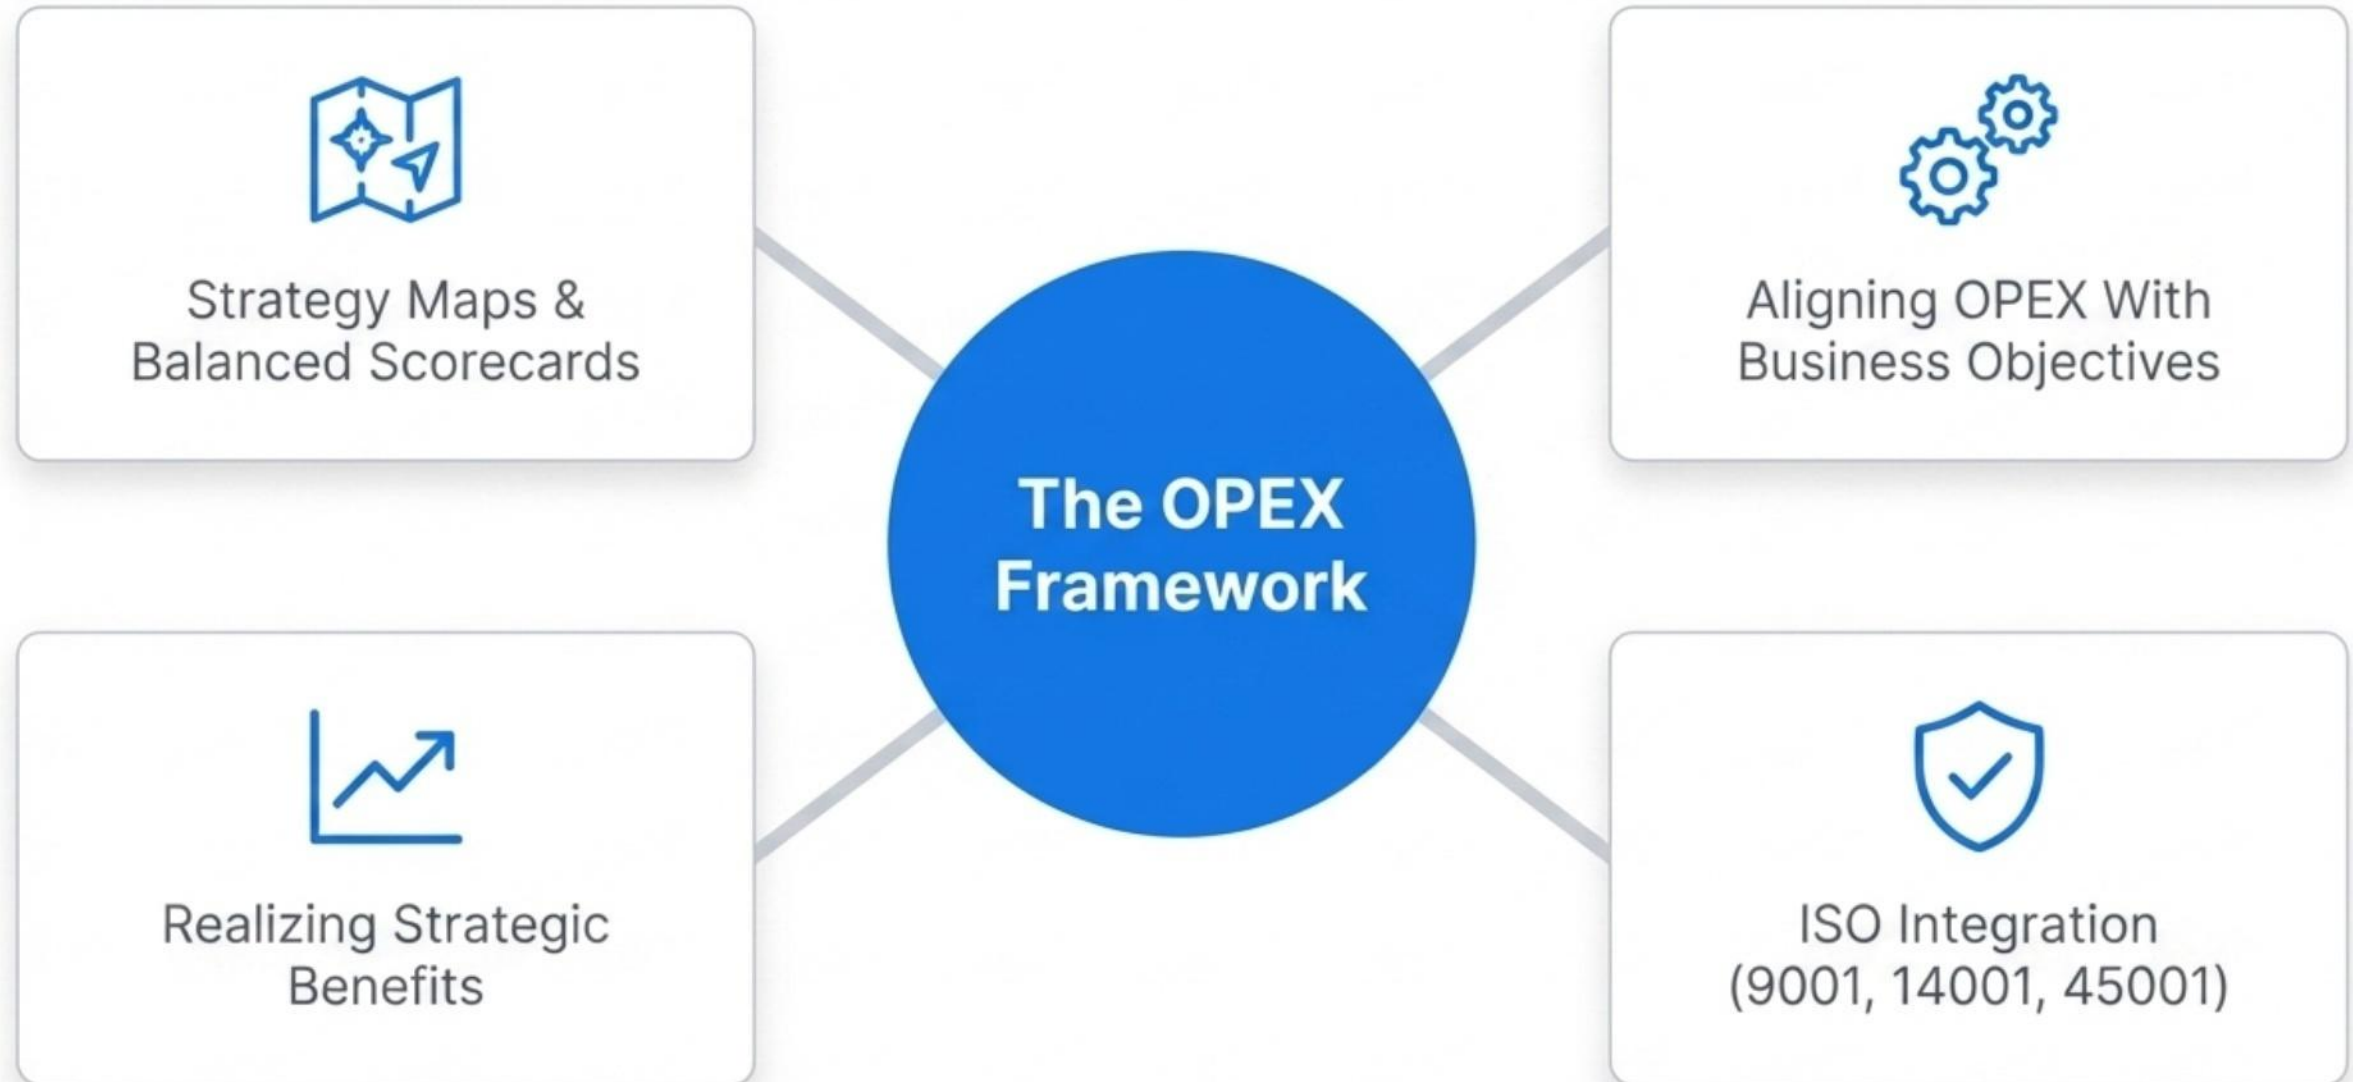 Strategy Maps &
Balanced Scorecards
Aligning OPEX With
Business Objectives
The OPEX
Framework
Realizing Strategic
Benefits
ISO Integration
(9001, 14001, 45001)